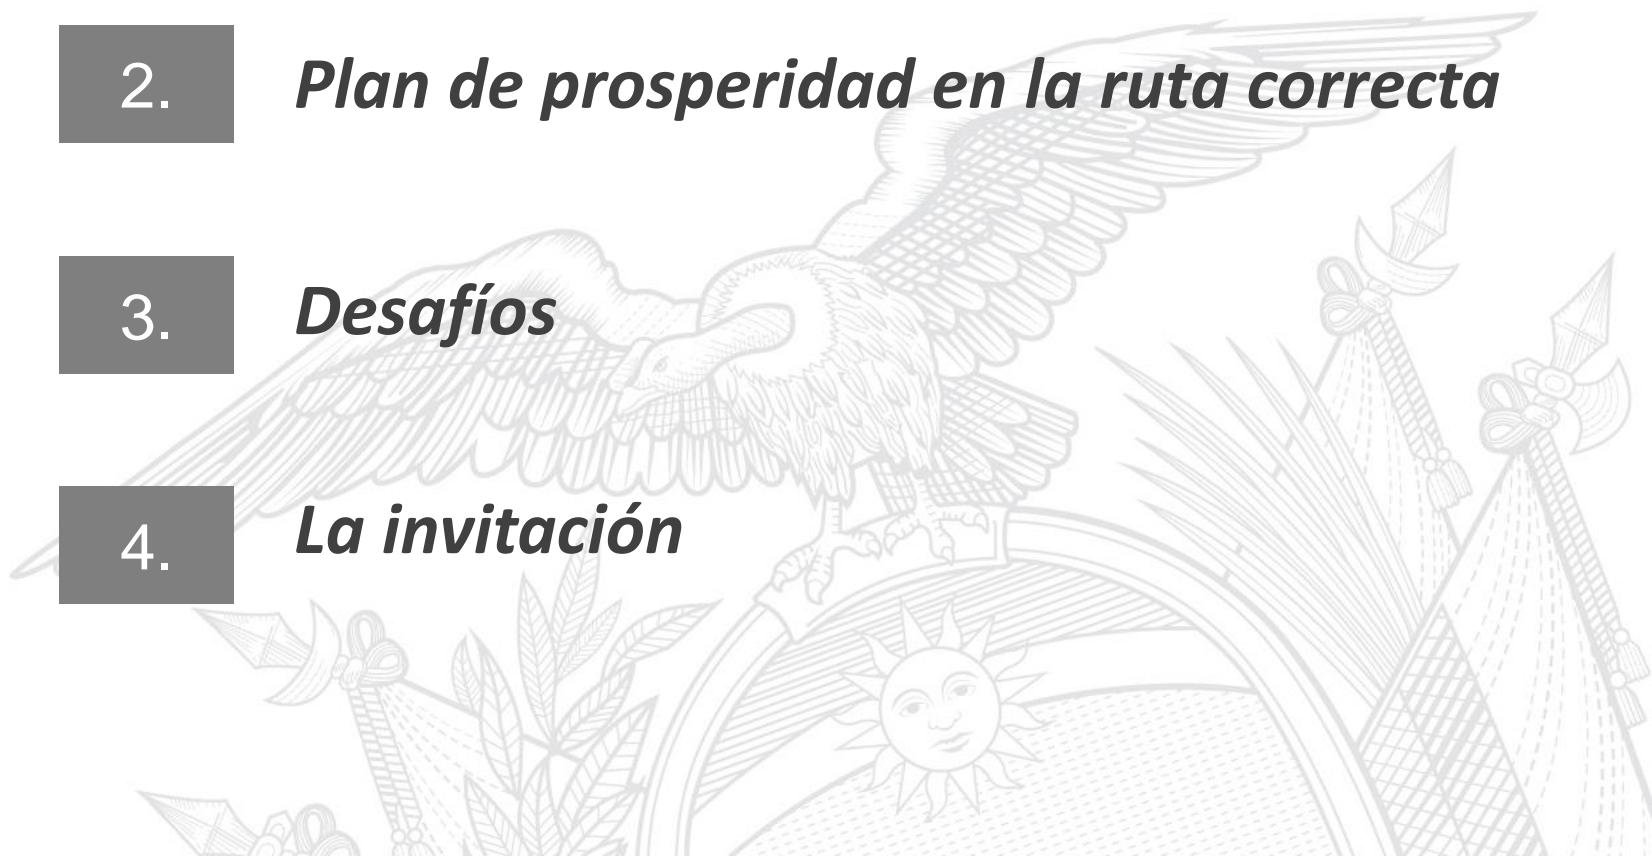 2. Plan de prosperidad en la ruta correcta
3. Desafíos
4. La invitación